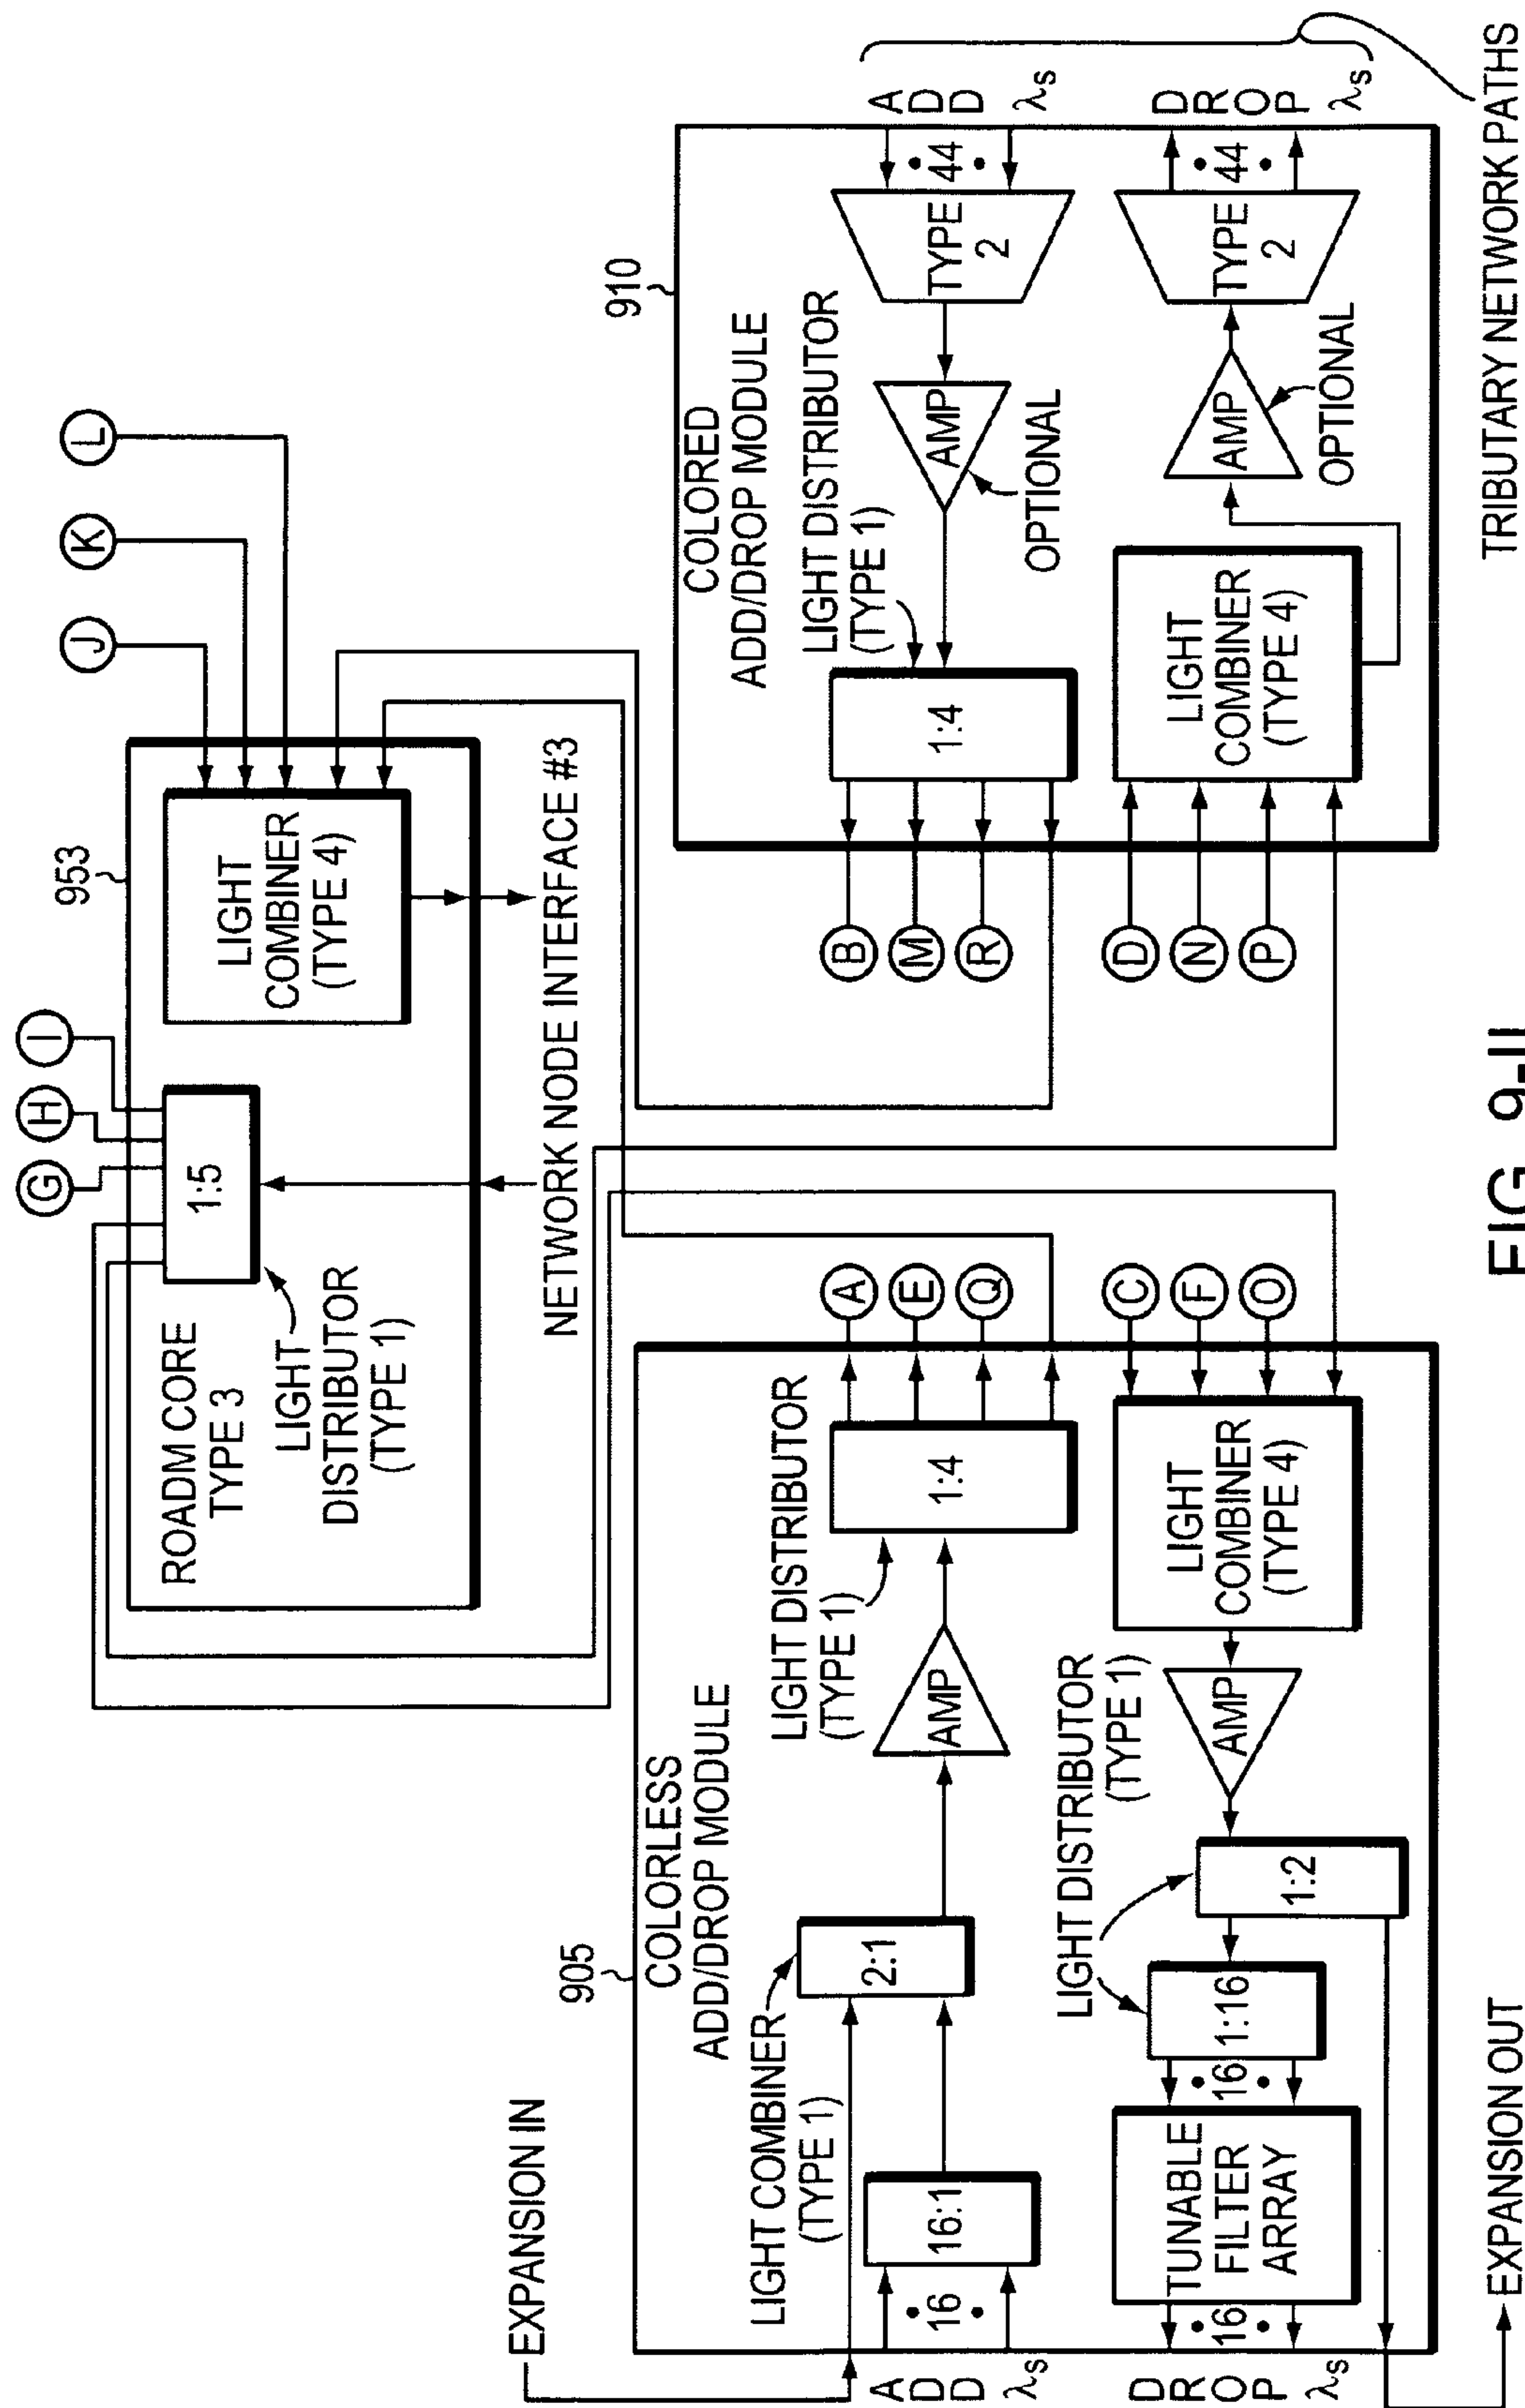 G
H
I
J
K
L
953
ROADM CORE
TYPE 3
1:5
LIGHT
DISTRIBUTOR
(TYPE 1)
LIGHT
COMBINER
(TYPE 4)
NETWORK NODE INTERFACE #3
EXPANSION IN
905
COLORLESS
ADD/DROP MODULE
LIGHT COMBINER
(TYPE 1)
2:1
16:1
16
ADD λs
AMP
LIGHT DISTRIBUTOR
(TYPE 1)
1:4
A
E
Q
C
F
O
LIGHT
COMBINER
(TYPE 4)
AMP
LIGHT DISTRIBUTOR
(TYPE 1)
1:2
1:16
16
TUNABLE
FILTER
ARRAY
16
DROP λs
EXPANSION OUT
910
COLORED
ADD/DROP MODULE
LIGHT DISTRIBUTOR
(TYPE 1)
1:4
AMP
OPTIONAL
TYPE
2
44
ADD λs
B
M
R
D
N
P
LIGHT
COMBINER
(TYPE 4)
AMP
OPTIONAL
TYPE
2
44
DROP λs
TRIBUTARY NETWORK PATHS
FIG. 9-II